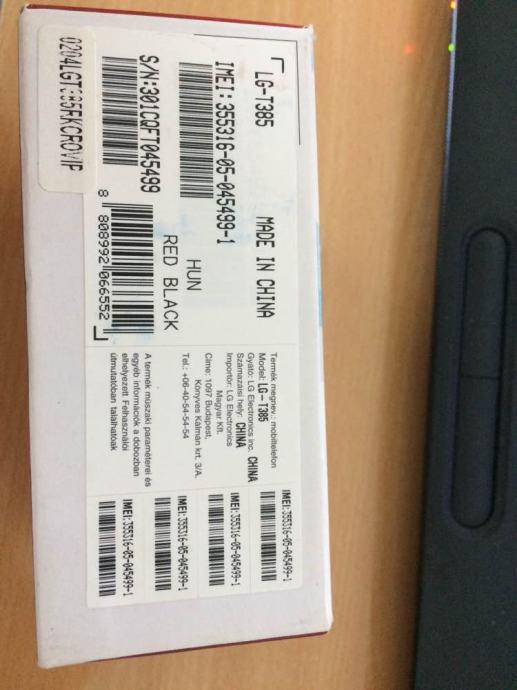 LG-T385
MADE IN CHINA
IMEI: 355316-05-045499-1
HUN
RED BLACK
S/N:301CQFT045499
8 808992 066552
Termék megnev.: mobiltelefon
Model: LG-T385
Gyátó: LG Electronics Inc. CHINA
Származási hely: CHINA
Importőr: LG Electronics
Magyar Kft.
Címe: 1097 Budapest,
Könyves Kálmán krt. 3/A.
Tel.: +06-40-54-54-54
A termék műszaki paraméterei és
egyéb információk a dobozban
elhelyezett Felhasználói
útmutatóban találhatóak
IMEI:355316-05-045499-1
IMEI:355316-05-045499-1
IMEI:355316-05-045499-1
IMEI:355316-05-045499-1